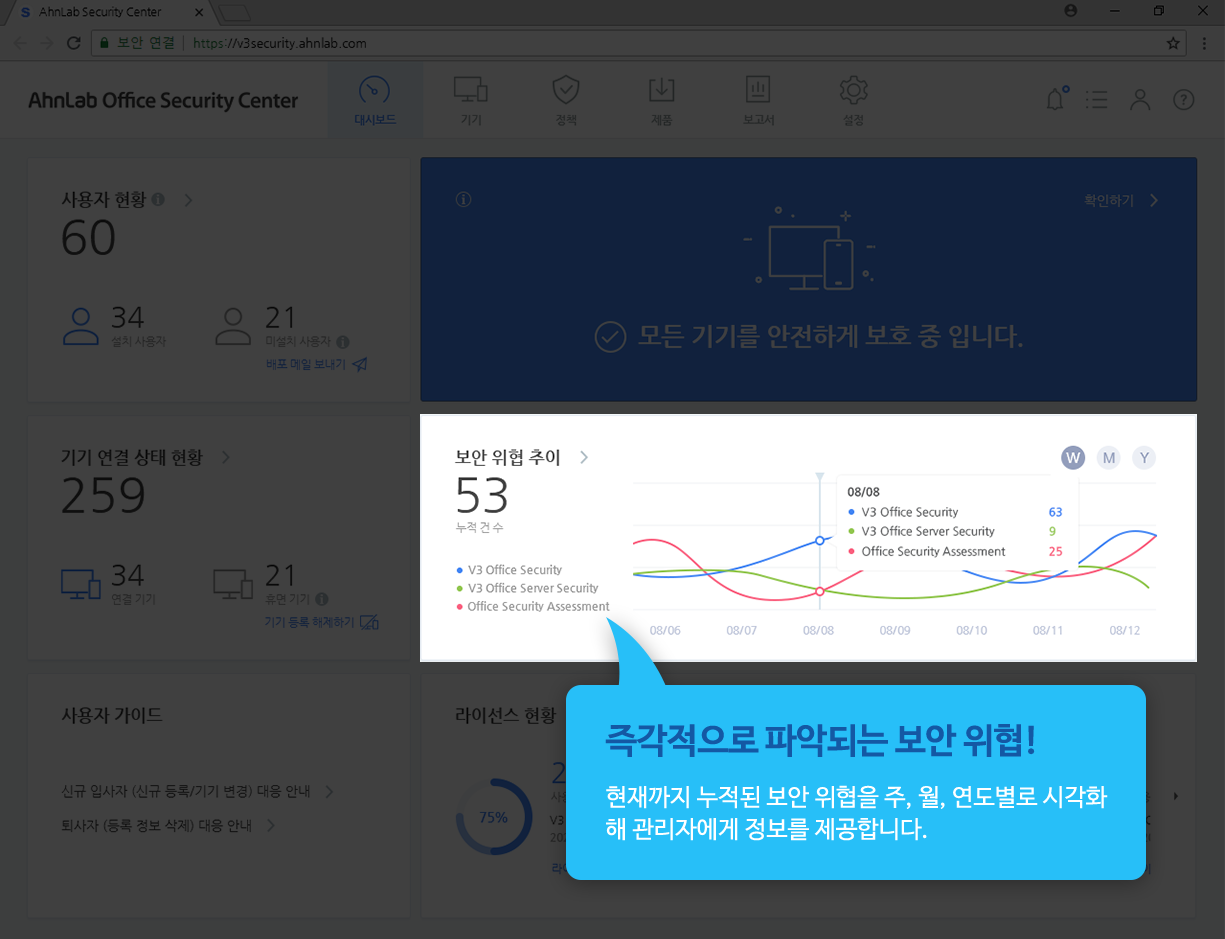 AhnLab Security Center
보안 연결 https://v3security.ahnlab.com
AhnLab Office Security Center
대시보드
기기
정책
제품
보고서
설정
사용자 현황
60
34
설치 사용자
21
미설치 사용자
배포 메일 보내기
확인하기
모든 기기를 안전하게 보호 중 입니다.
기기 연결 상태 현황
259
34
연결 기기
21
휴면 기기
기기 등록 해제하기
보안 위협 추이
53
누적 건 수
V3 Office Security
V3 Office Server Security
Office Security Assessment
W M Y
08/08
V3 Office Security 63
V3 Office Server Security 9
Office Security Assessment 25
08/06 08/07 08/08 08/09 08/10 08/11 08/12
사용자 가이드
신규 입사자 (신규 등록/기기 변경) 대응 안내
퇴사자 (등록 정보 삭제) 대응 안내
라이선스 현황
75%
V3
즉각적으로 파악되는 보안 위협!
현재까지 누적된 보안 위협을 주, 월, 연도별로 시각화
해 관리자에게 정보를 제공합니다.